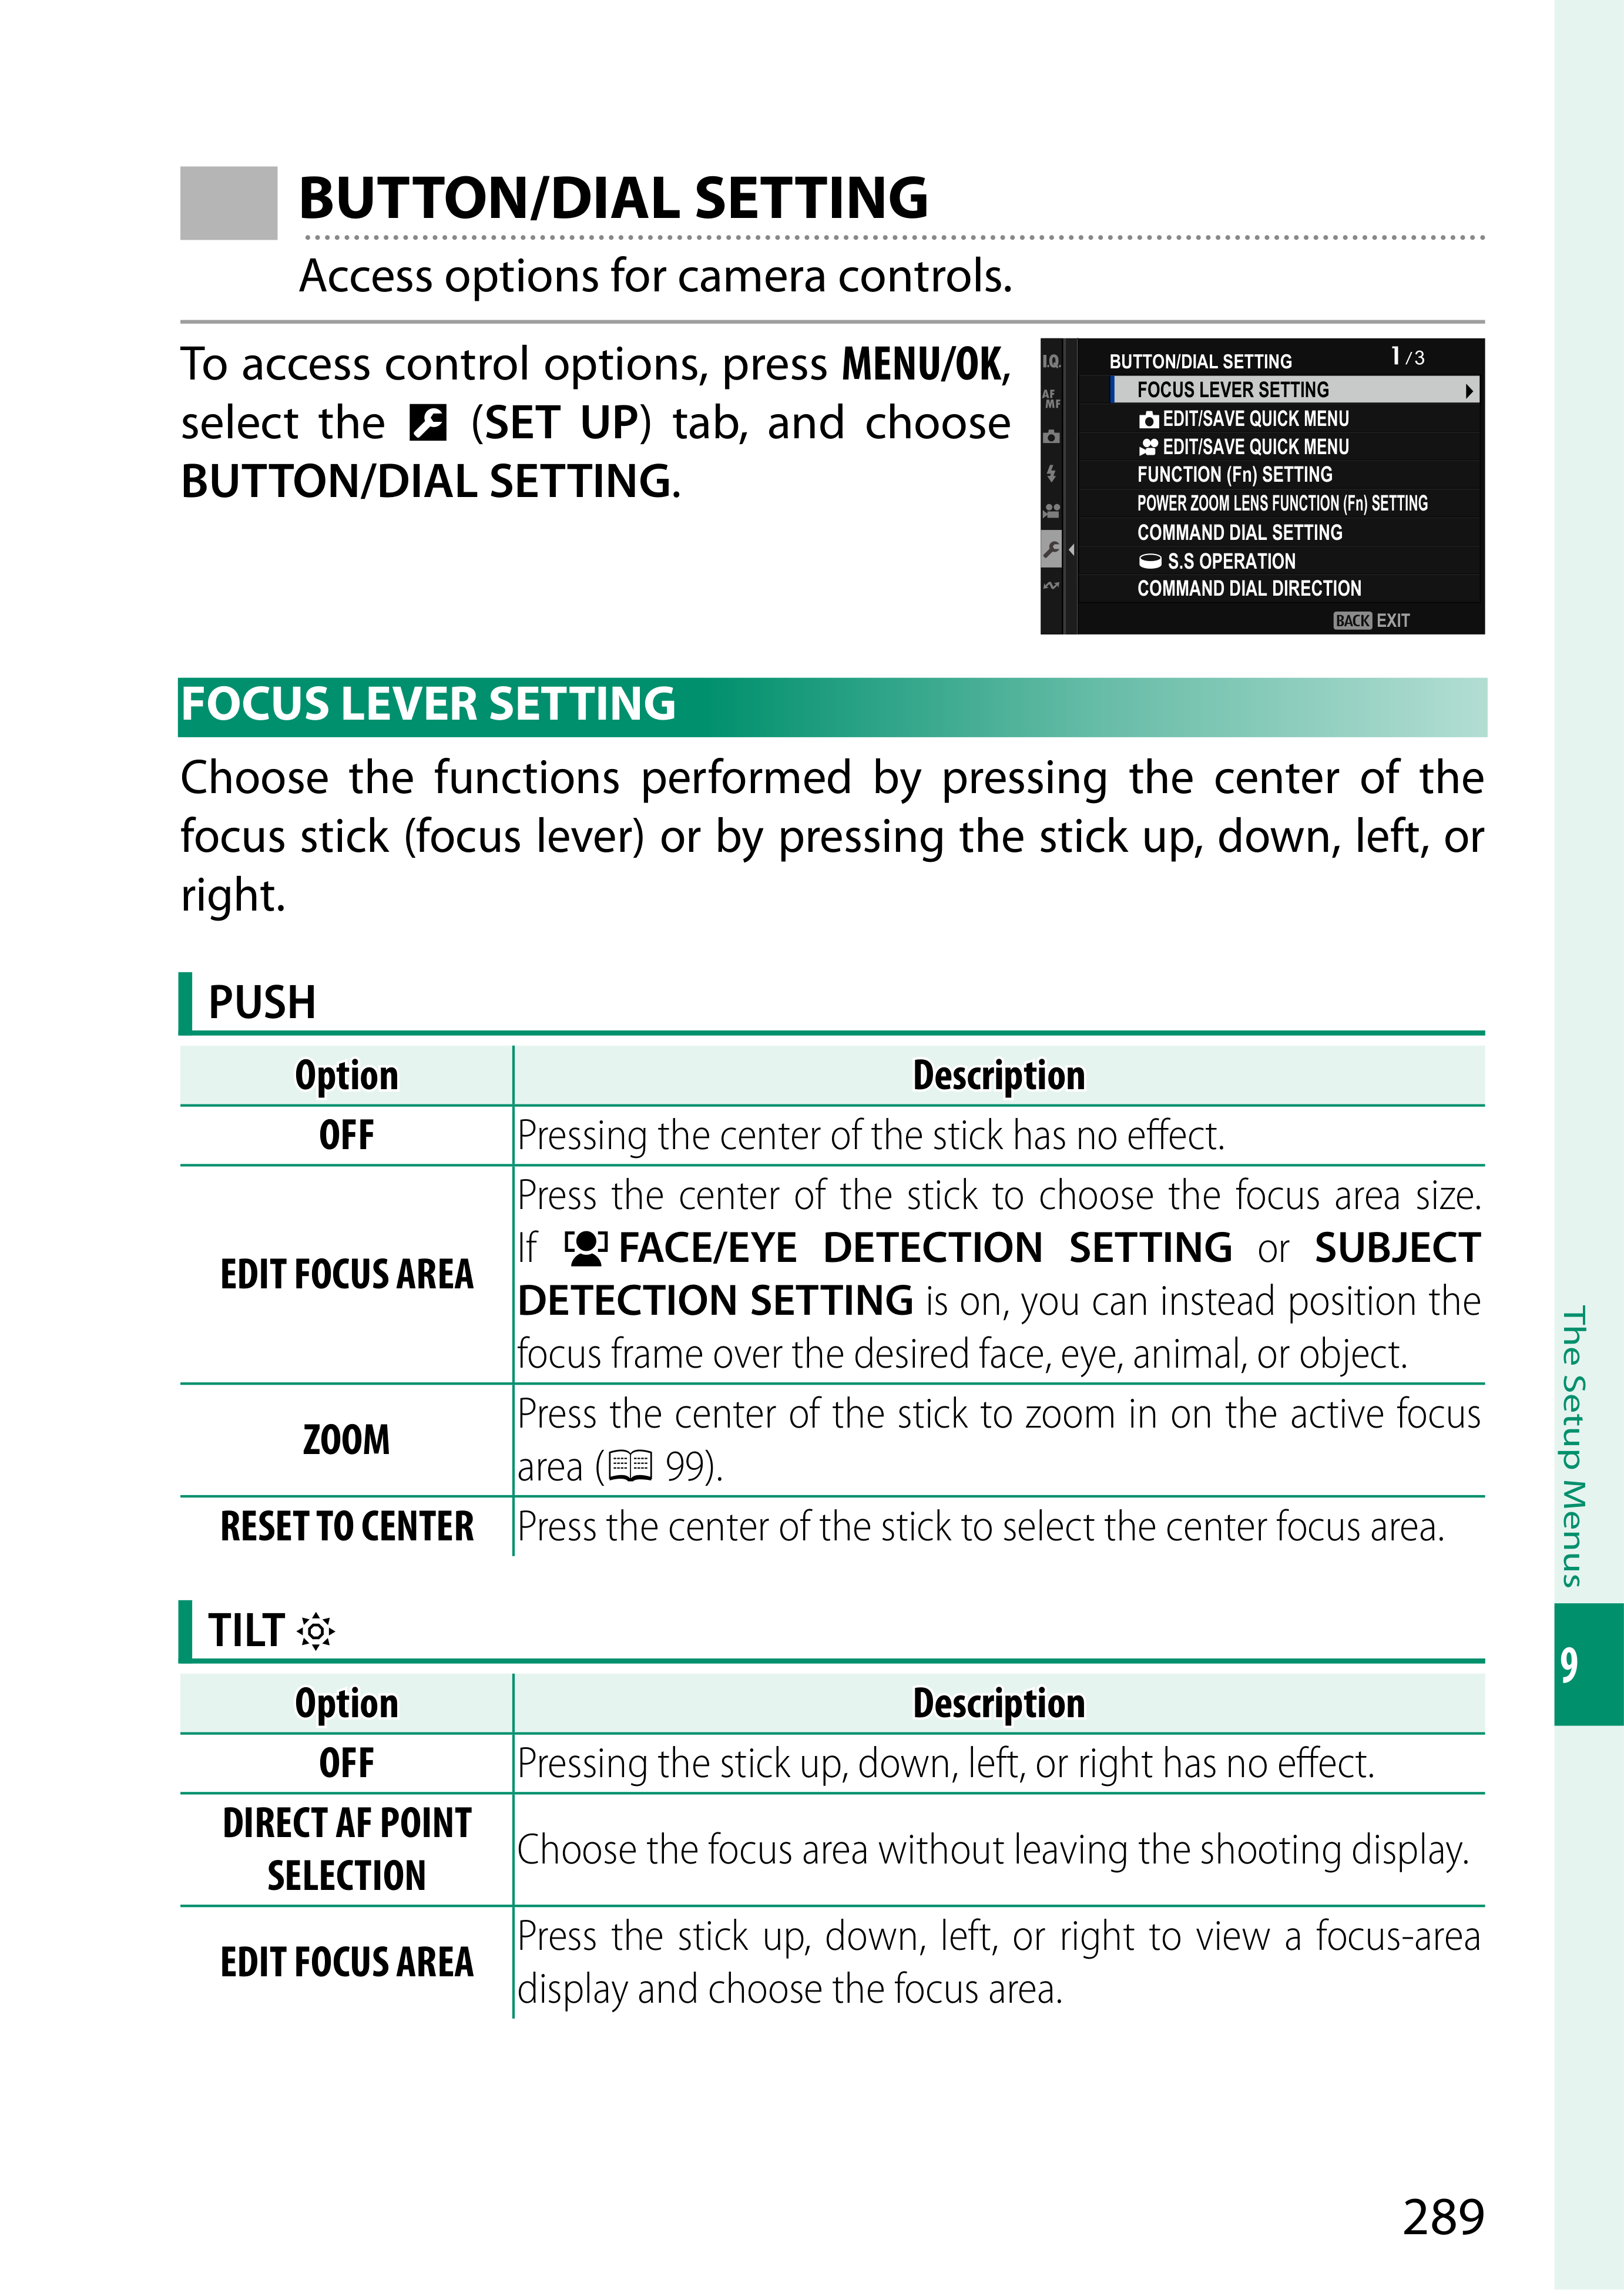 BUTTON/DIAL SETTING
Access options for camera controls.
To access control options, press MENU/OK,
select the (SET UP) tab, and choose
BUTTON/DIAL SETTING.
I.Q.
AF
MF
BUTTON/DIAL SETTING 1/3
FOCUS LEVER SETTING
EDIT/SAVE QUICK MENU
EDIT/SAVE QUICK MENU
FUNCTION (Fn) SETTING
POWER ZOOM LENS FUNCTION (Fn) SETTING
COMMAND DIAL SETTING
S.S OPERATION
COMMAND DIAL DIRECTION
BACK EXIT
FOCUS LEVER SETTING
Choose the functions performed by pressing the center of the
focus stick (focus lever) or by pressing the stick up, down, left, or
right.
PUSH
Option Description
OFF Pressing the center of the stick has no effect.
EDIT FOCUS AREA
Press the center of the stick to choose the focus area size.
If FACE/EYE DETECTION SETTING or SUBJECT
DETECTION SETTING is on, you can instead position the
focus frame over the desired face, eye, animal, or object.
ZOOM
Press the center of the stick to zoom in on the active focus
area ( 99).
RESET TO CENTER Press the center of the stick to select the center focus area.
TILT
Option Description
OFF Pressing the stick up, down, left, or right has no effect.
DIRECT AF POINT
SELECTION
Choose the focus area without leaving the shooting display.
EDIT FOCUS AREA
Press the stick up, down, left, or right to view a focus-area
display and choose the focus area.
The Setup Menus
9
289